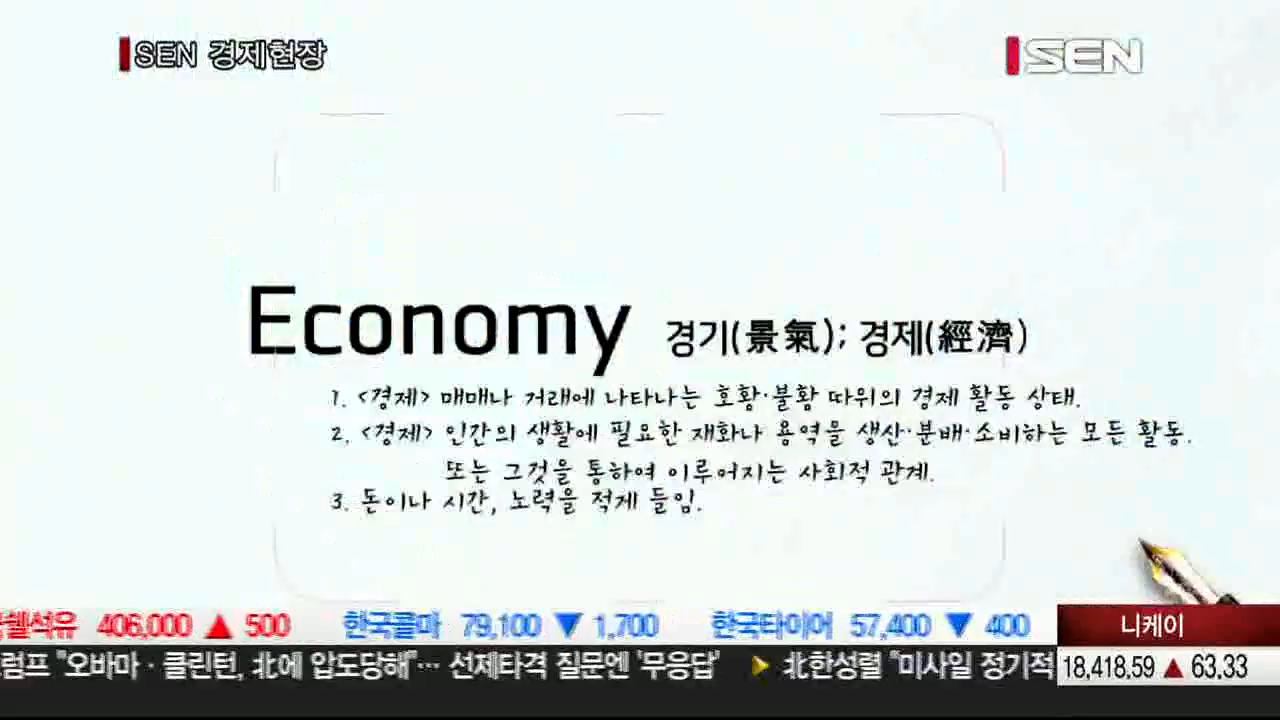 SEN 경제현장
SEN
Economy 경기(景氣); 경제(經濟)
1. <경제> 매매나 거래에 나타나는 호황·불황 따위의 경제 활동 상태.
2. <경제> 인간의 생활에 필요한 재화나 용역을 생산·분배·소비하는 모든 활동.
또는 그것을 통하여 이루어지는 사회적 관계.
3. 돈이나 시간, 노력을 적게 들임.
쉘석유 406,000 ▲ 500 한국콜마 79,100 ▼ 1,700 한국타이어 57,400 ▼ 400 니케이
럼프 "오바마·클린턴, 北에 압도당해"… 선제타격 질문엔 '무응답' ▶ 北한성렬 "미사일 정기적 18,418.59 ▲ 63.33